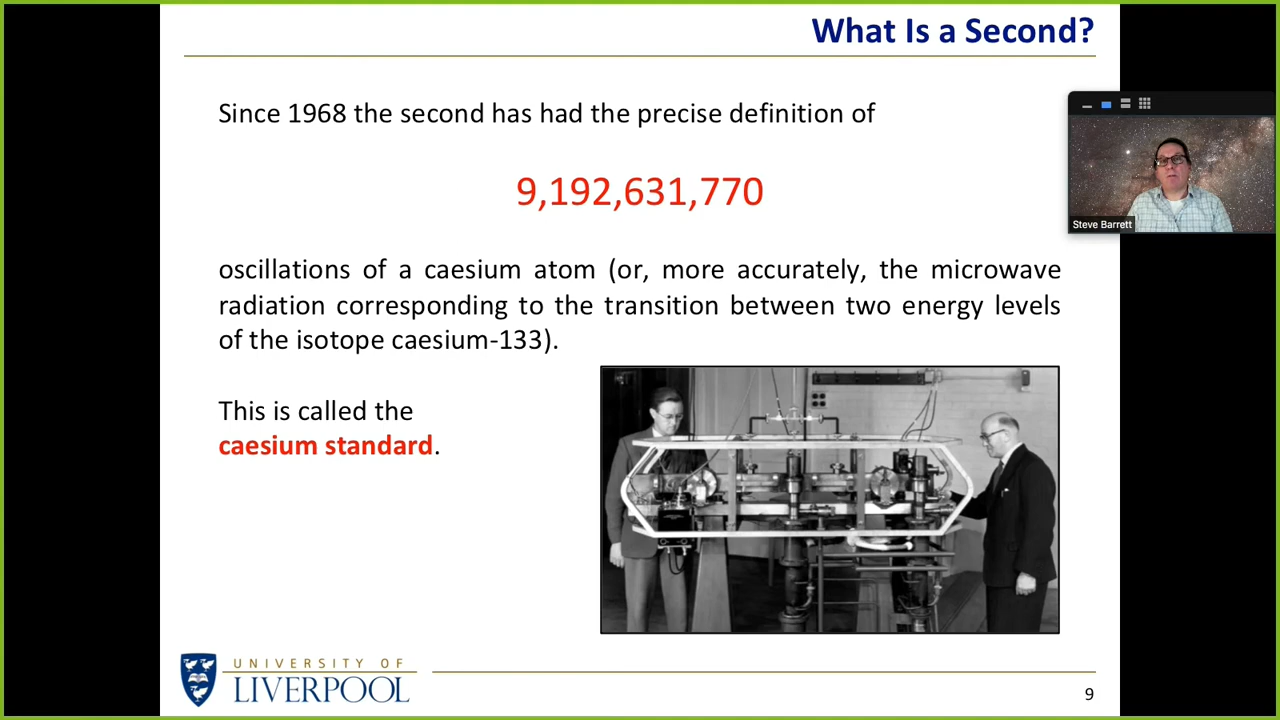 What Is a Second?
Since 1968 the second has had the precise definition of
9,192,631,770
oscillations of a caesium atom (or, more accurately, the microwave
radiation corresponding to the transition between two energy levels
of the isotope caesium-133).
This is called the
caesium standard.
Steve Barrett
UNIVERSITY OF
LIVERPOOL
9